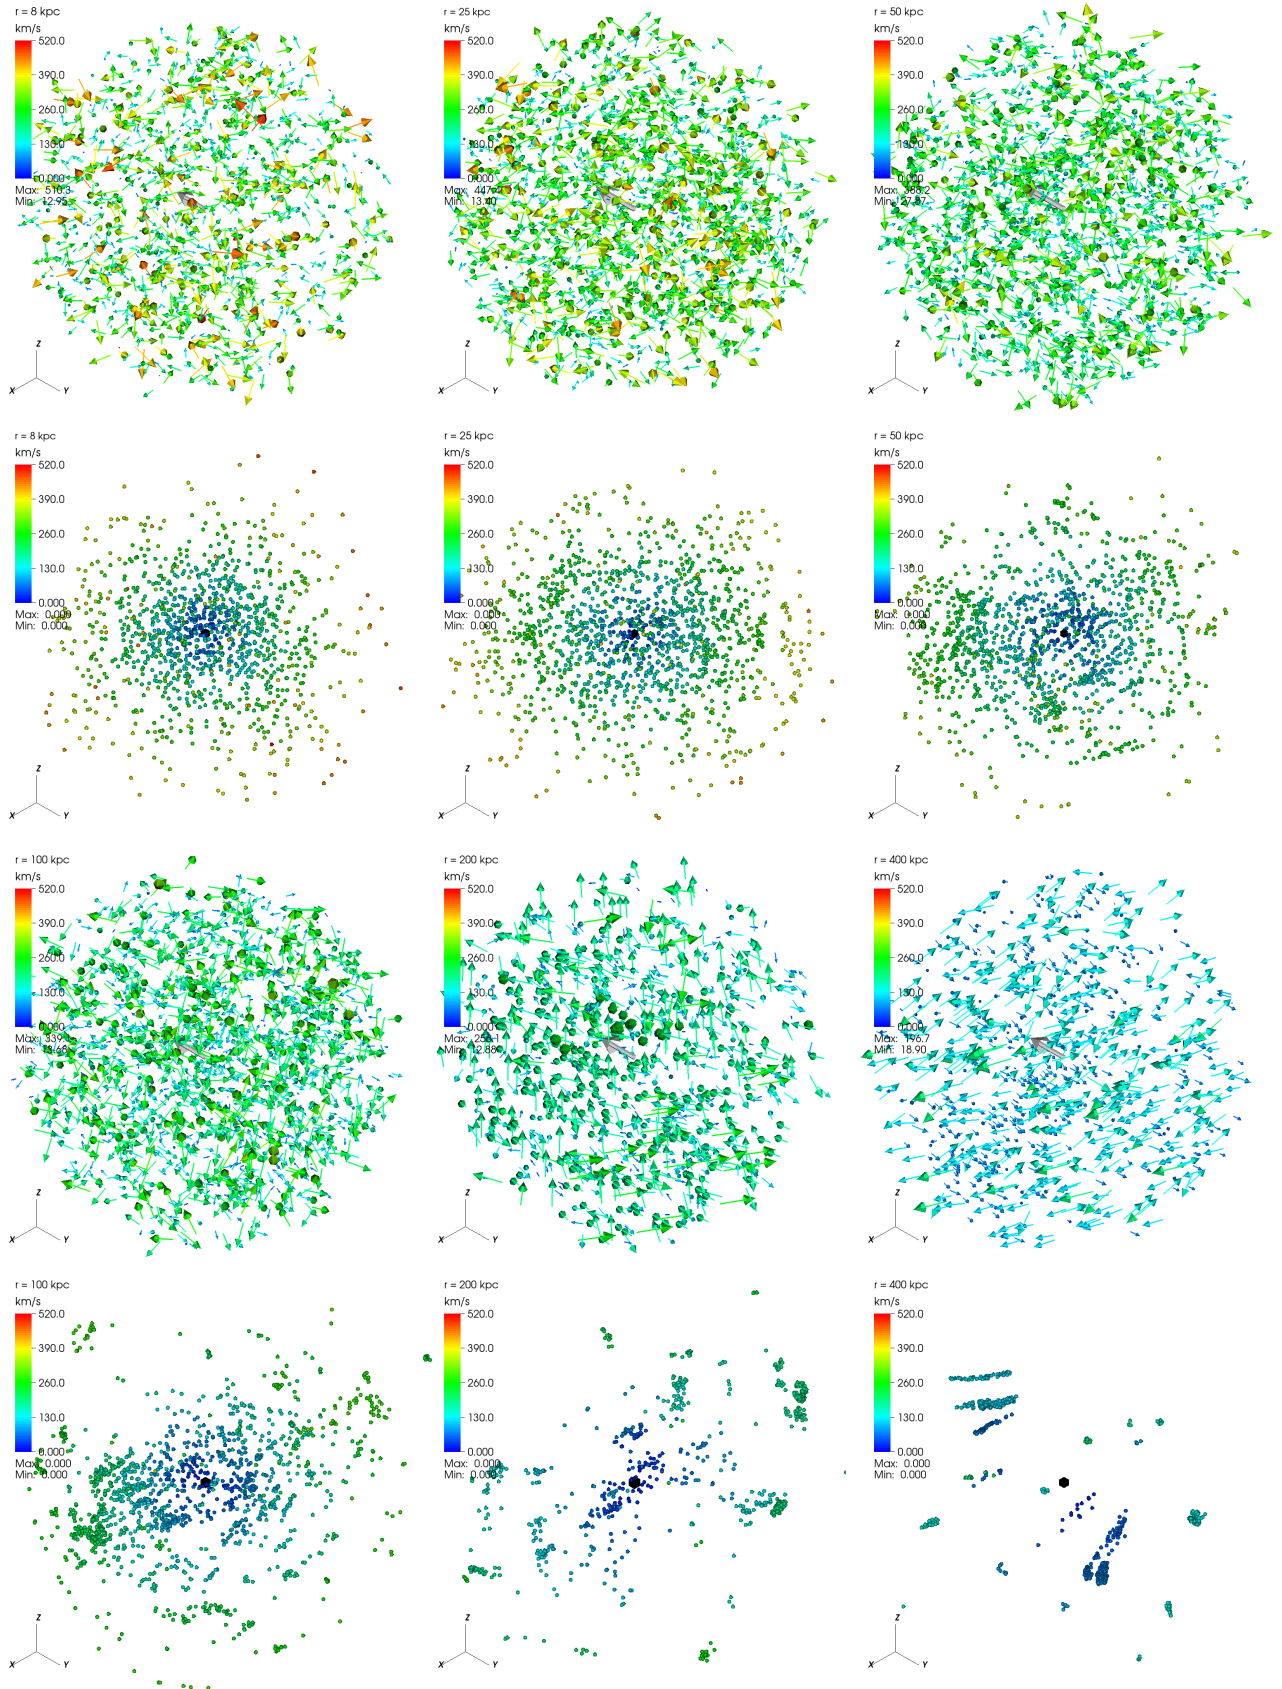 r = 8 kpc
km/s
520.0
390.0
260.0
130.0
0.000
Max: 510.3
Min: 12.95
Z
X
Y
r = 25 kpc
km/s
520.0
390.0
260.0
130.0
0.000
Min: 13.40
Z
X
Y
r = 50 kpc
km/s
520.0
390.0
260.0
130.0
0.000
Max: 388.2
Z
X
Y
r = 8 kpc
km/s
520.0
390.0
260.0
130.0
0.000
Max: 0.000
Min: 0.000
Z
X
Y
r = 25 kpc
km/s
520.0
390.0
260.0
130.0
0.000
Max: 0.000
Min: 0.000
Z
X
Y
r = 50 kpc
km/s
520.0
390.0
260.0
130.0
0.000
Max: 0.000
Min: 0.000
Z
X
Y
r = 100 kpc
km/s
520.0
390.0
260.0
130.0
0.000
Max: 339.1
Min: 13.68
Z
X
Y
r = 200 kpc
km/s
520.0
390.0
260.0
130.0
0.000
Min: 12.88
Z
X
Y
r = 400 kpc
km/s
520.0
390.0
260.0
130.0
0.000
Max: 196.7
Min: 18.90
Z
X
Y
r = 100 kpc
km/s
520.0
390.0
260.0
130.0
0.000
Max: 0.000
Min: 0.000
Z
X
Y
r = 200 kpc
km/s
520.0
390.0
260.0
130.0
0.000
Max: 0.000
Min: 0.000
Z
X
Y
r = 400 kpc
km/s
520.0
390.0
260.0
130.0
0.000
Max: 0.000
Min: 0.000
Z
X
Y